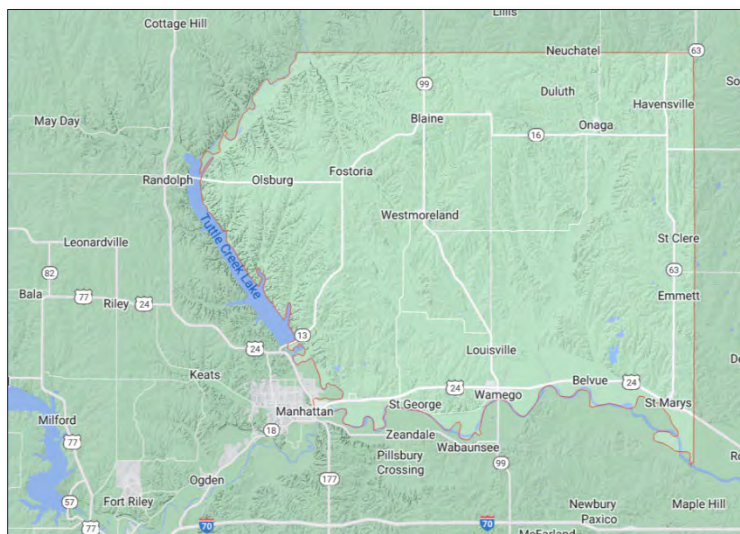 Cottage Hill
Lillis
Neuchatel
63
So
99
Duluth
Havensville
May Day
Blaine
Onaga
16
Randolph
Olsburg
Fostoria
Westmoreland
Tuttle Creek Lake
Leonardville
St Clere
82
63
Bala
77
Riley
24
Emmett
13
24
Louisville
De
Keats
24
Belvue
24
Wamego
St George
St Marys
Manhattan
Milford
18
Zeandale
77
Wabaunsee
Pillsbury
Crossing
Ro
99
177
Ogden
57
Fort Riley
Newbury
Maple Hill
Paxico
77
70
70
McFarland